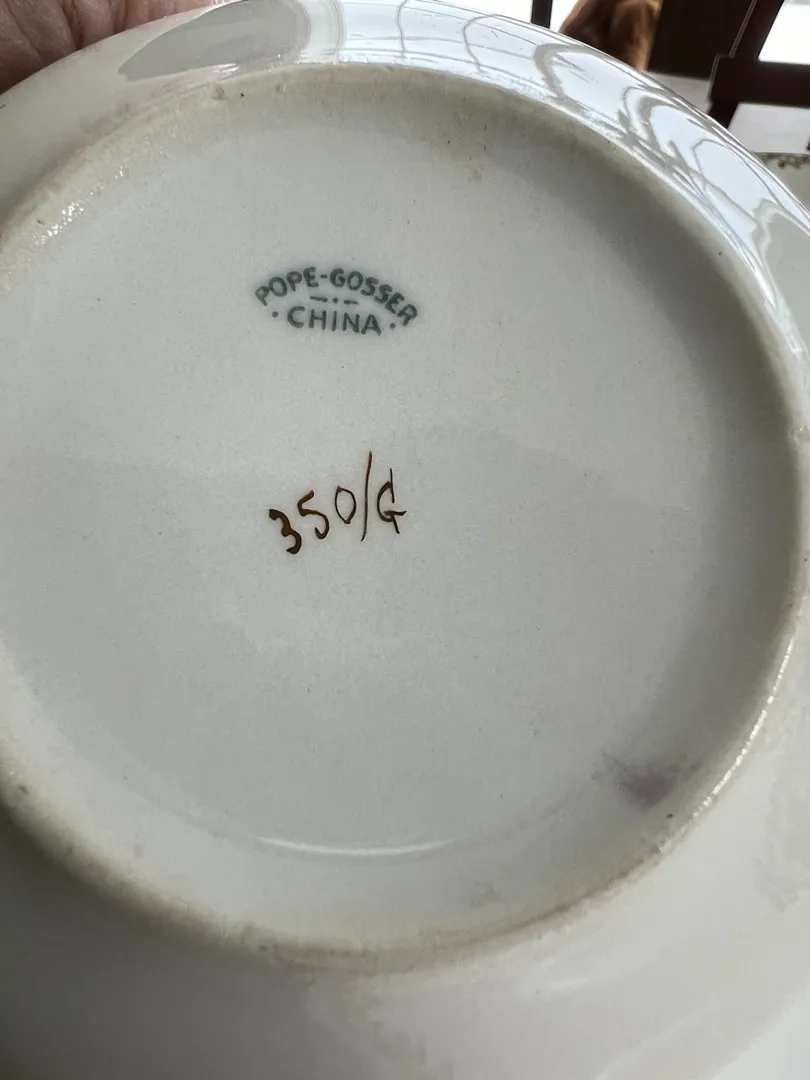 POPE-GOSSER
· CHINA ·
350/G